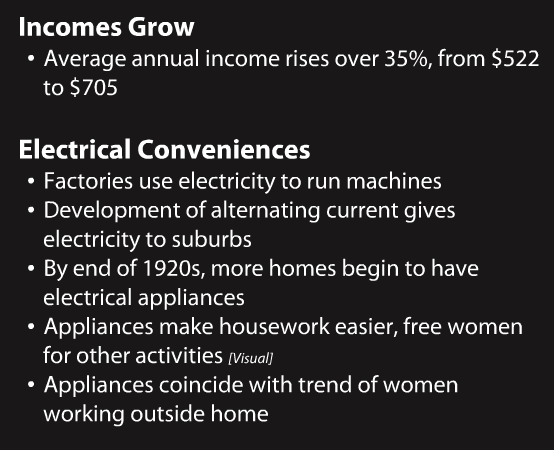 Incomes Grow
• Average annual income rises over 35%, from $522
to $705
Electrical Conveniences
• Factories use electricity to run machines
• Development of alternating current gives
electricity to suburbs
• By end of 1920s, more homes begin to have
electrical appliances
• Appliances make housework easier, free women
for other activities [Visual]
• Appliances coincide with trend of women
working outside home